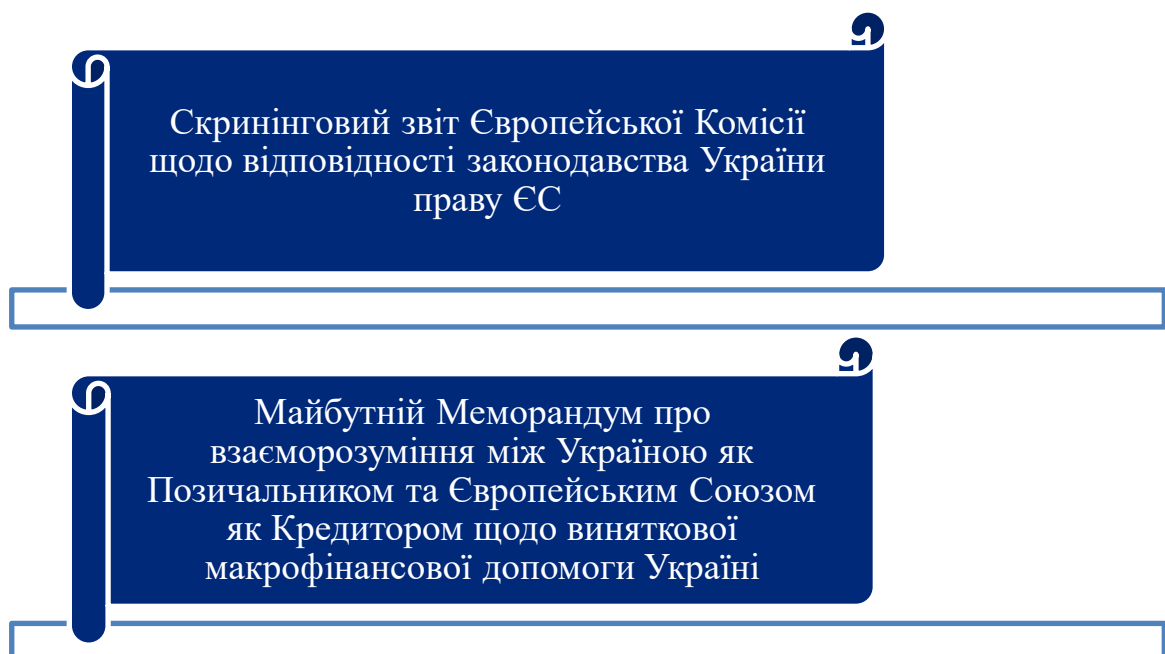 Скринінговий звіт Європейської Комісії
щодо відповідності законодавства України
праву ЄС
Майбутній Меморандум про
взаєморозуміння між Україною як
Позичальником та Європейським Союзом
як Кредитором щодо виняткової
макрофінансової допомоги Україні